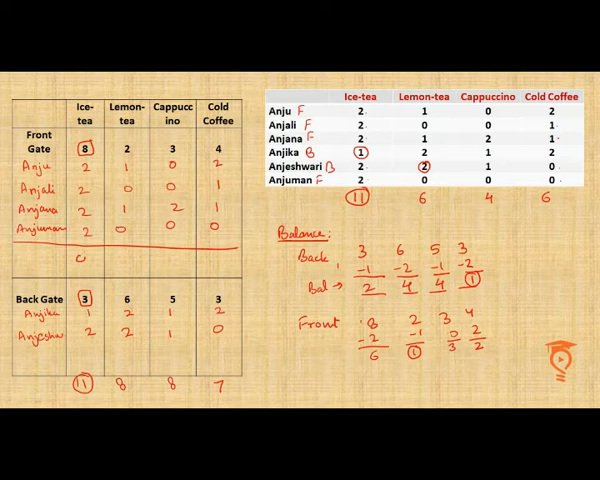 Ice-tea Lemon-tea Cappuccino Cold Coffee
Front Gate 8 2 3 4
Anju 2 1 0 2
Anjali 2 0 0 1
Anjana 2 1 2 1
Anjuman 2 0 0 0
0
Back Gate 3 6 5 3
Anjika 1 2 1 2
Anjeshw 2 2 1 0
11 8 8 7
Ice-tea Lemon-tea Cappuccino Cold Coffee
Anju F 2 1 0 2
Anjali F 2 0 0 1
Anjana F 2 1 2 1
Anjika B 1 2 1 2
Anjeshwari B 2 2 1 0
Anjuman F 2 0 0 0
11 6 4 6
Balance:
Back 3 6 5 3
-1 -2 -1 -2
Bal → 2 4 4 1
Front 8 2 3 4
-2 -1 0 2
6 1 3 2